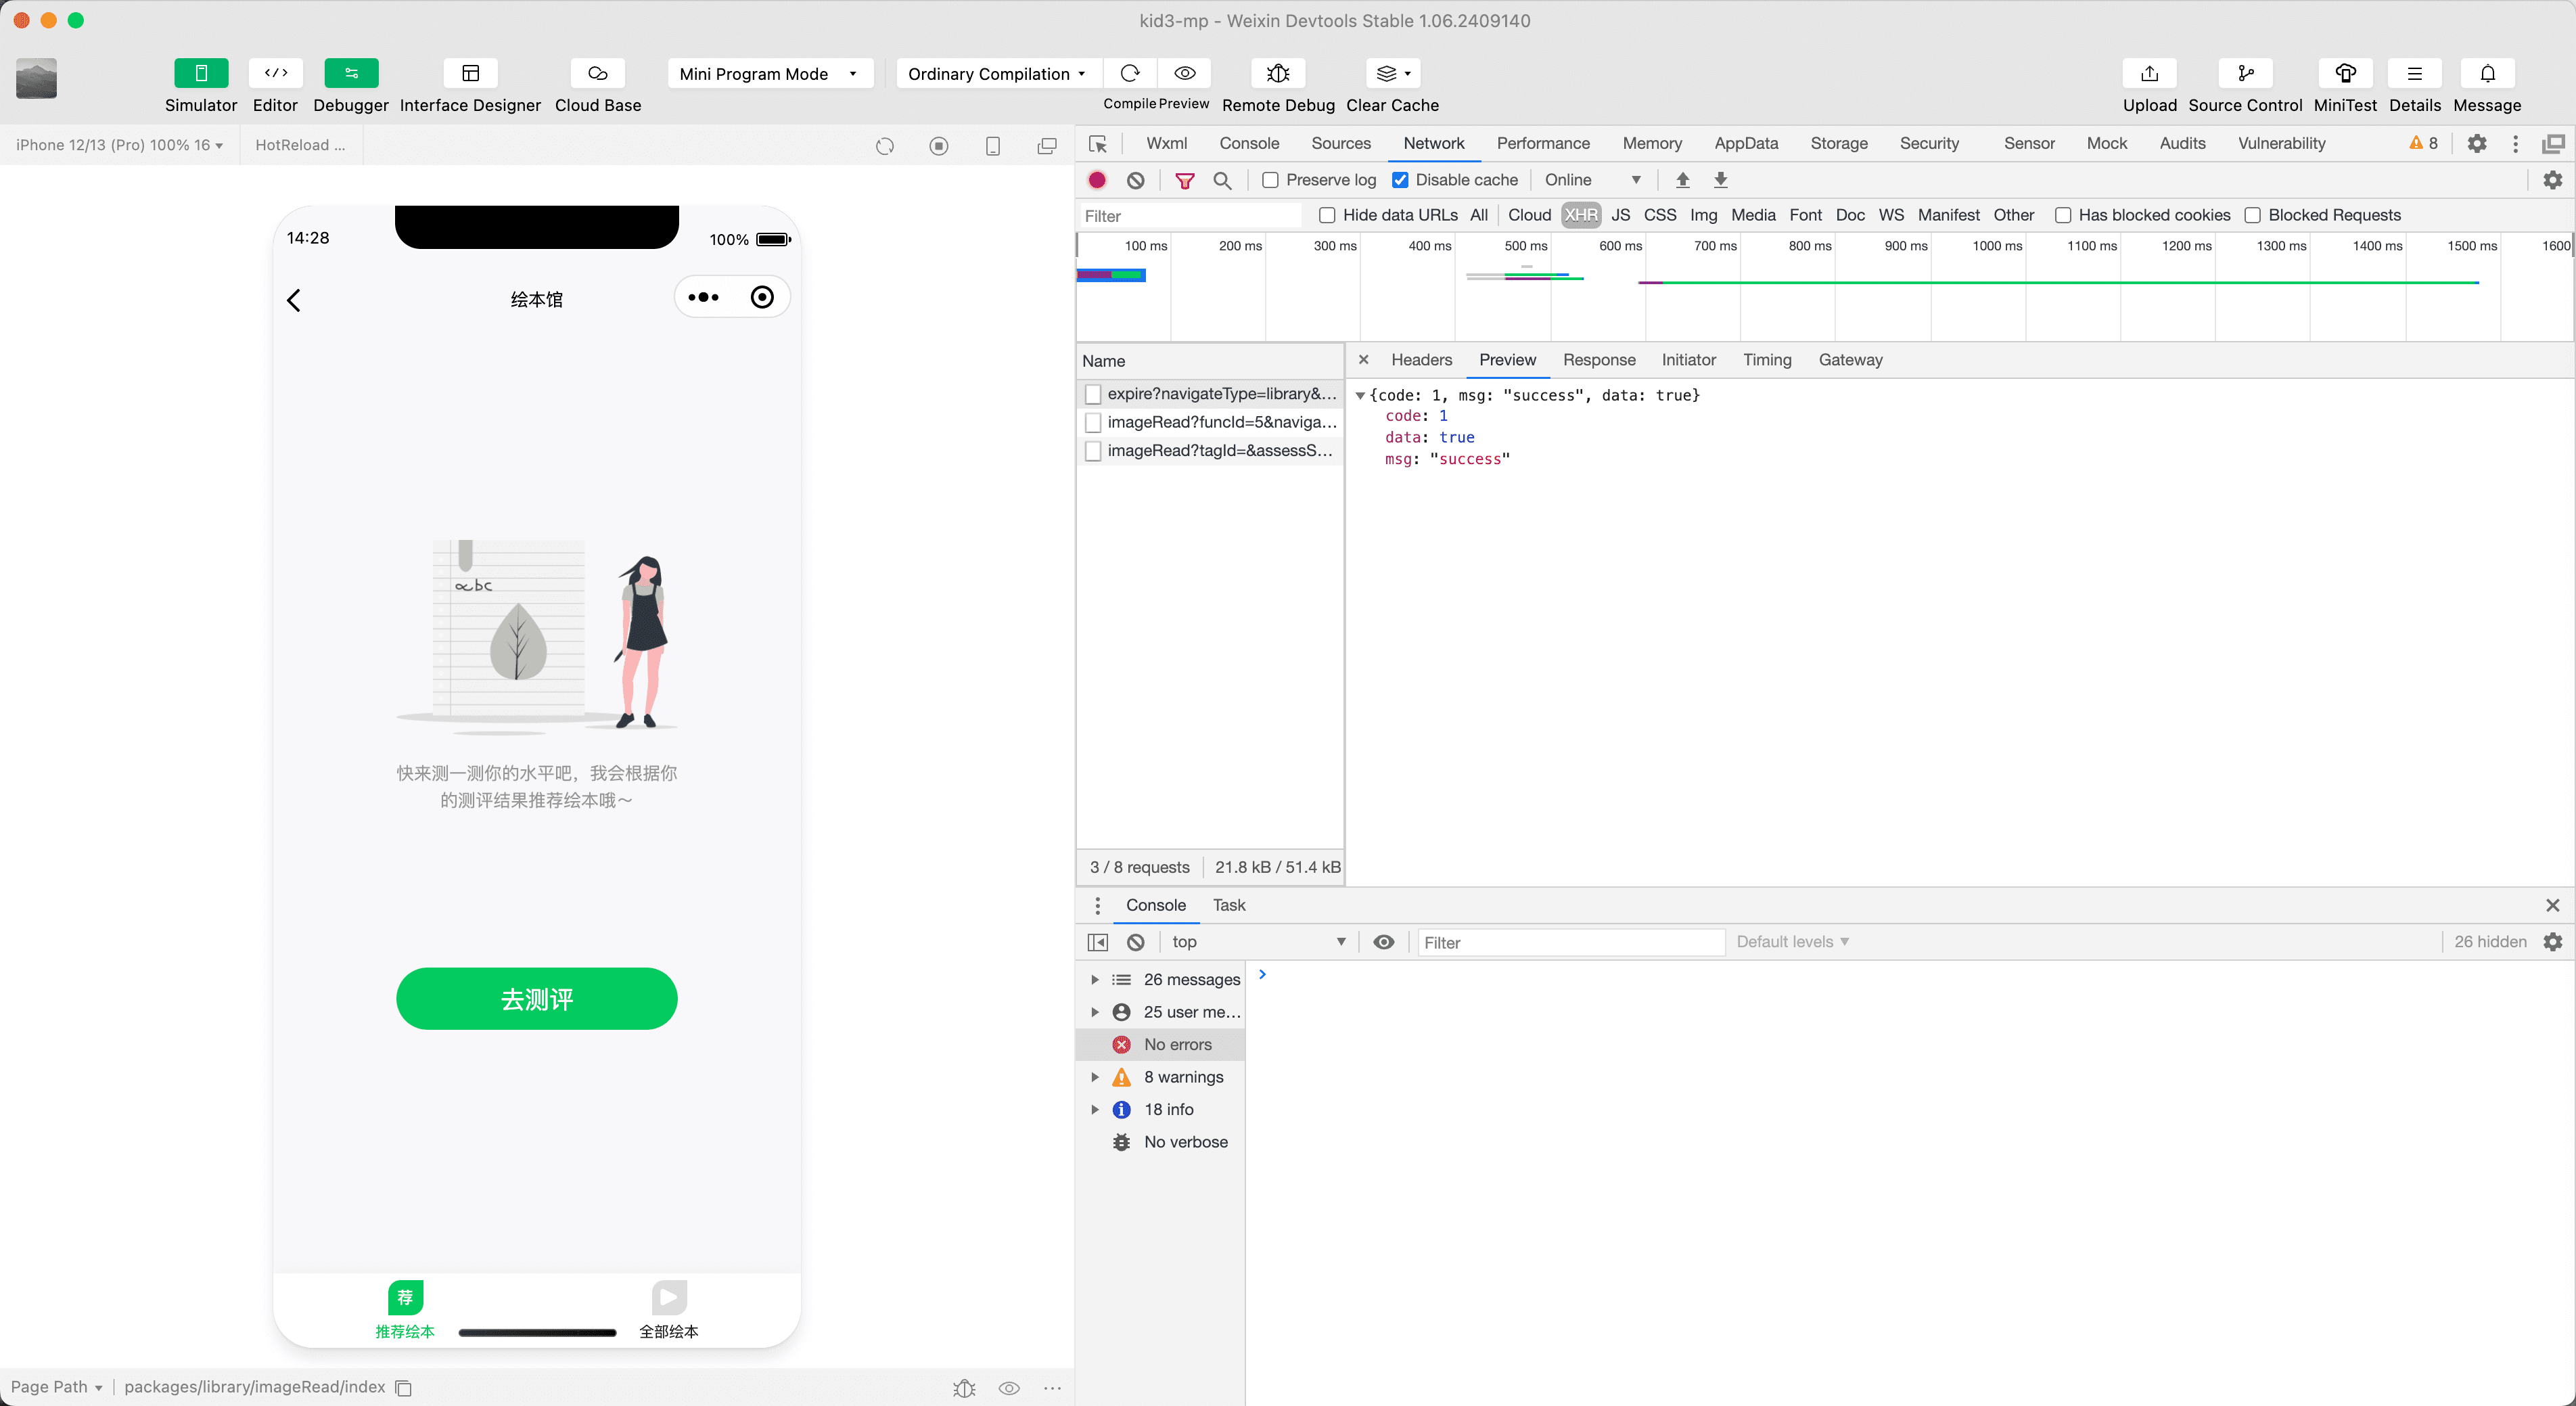 kid3-mp - Weixin Devtools Stable 1.06.2409140
Simulator Editor Debugger Interface Designer Cloud Base
Mini Program Mode
Ordinary Compilation
Compile Preview Remote Debug Clear Cache
Upload Source Control MiniTest Details Message
iPhone 12/13 (Pro) 100% 16
HotReload ...
14:28
100%
绘本馆
abc
快来测一测你的水平吧，我会根据你
的测评结果推荐绘本哦～
去测评
荐
推荐绘本
全部绘本
Page Path
packages/library/imageRead/index
Wxml Console Sources Network Performance Memory AppData Storage Security Sensor Mock Audits Vulnerability 8
Preserve log Disable cache Online
Filter Hide data URLs All Cloud XHR JS CSS Img Media Font Doc WS Manifest Other Has blocked cookies Blocked Requests
100 ms 200 ms 300 ms 400 ms 500 ms 600 ms 700 ms 800 ms 900 ms 1000 ms 1100 ms 1200 ms 1300 ms 1400 ms 1500 ms 1600
Name
expire?navigateType=library&...
imageRead?funcId=5&naviga...
imageRead?tagId=&assessS...
3 / 8 requests 21.8 kB / 51.4 kB
Headers Preview Response Initiator Timing Gateway
{code: 1, msg: "success", data: true}
code: 1
data: true
msg: "success"
Console Task
top Filter Default levels 26 hidden
26 messages
25 user me...
No errors
8 warnings
18 info
No verbose